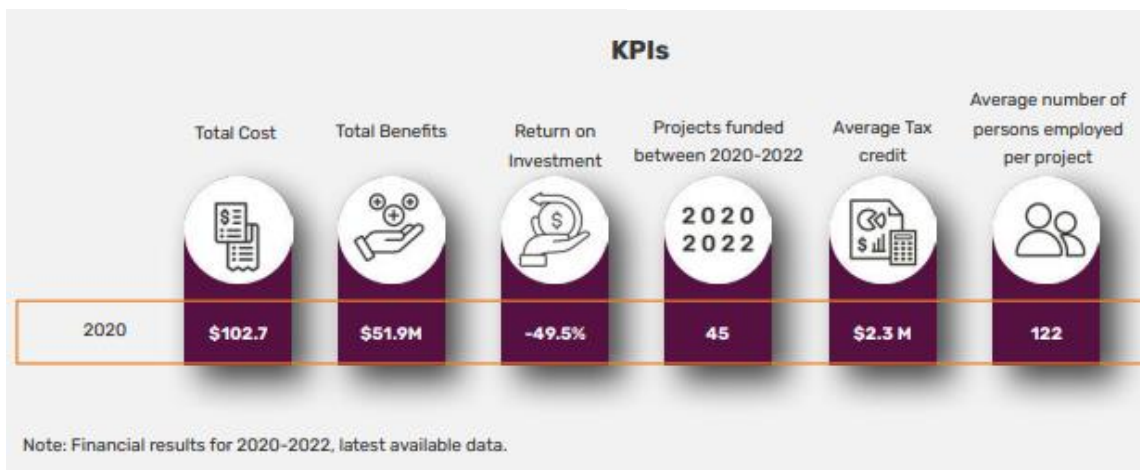 KPIs
Total Cost
Total Benefits
Return on
Investment
Projects funded
between 2020-2022
Average Tax
credit
Average number of
persons employed
per project
2020
2022
2020
$102.7
$51.9M
-49.5%
45
$2.3 M
122
Note: Financial results for 2020-2022, latest available data.